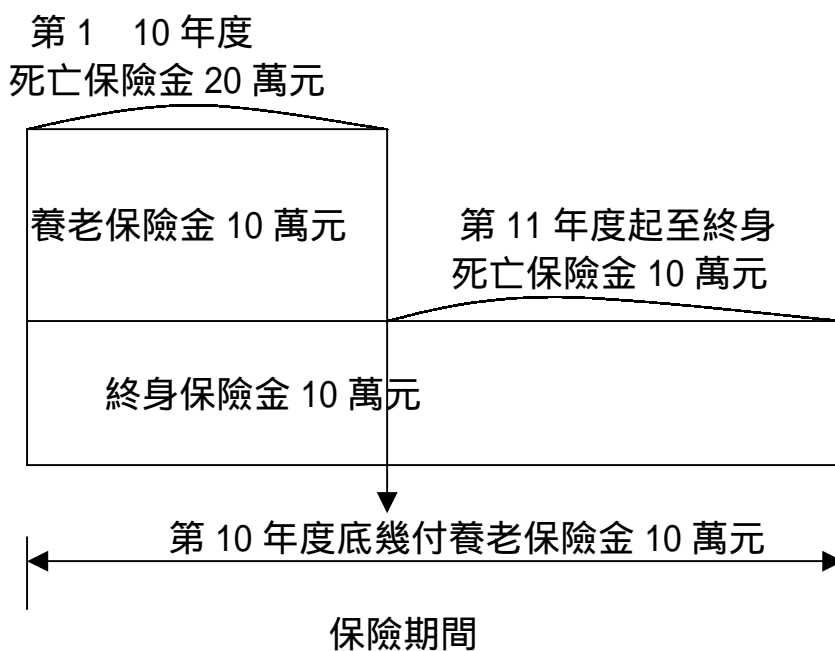 第 1　10 年度
死亡保險金 20 萬元
養老保險金 10 萬元
第 11 年度起至終身
死亡保險金 10 萬元
終身保險金 10 萬元
第 10 年度底幾付養老保險金 10 萬元
保險期間